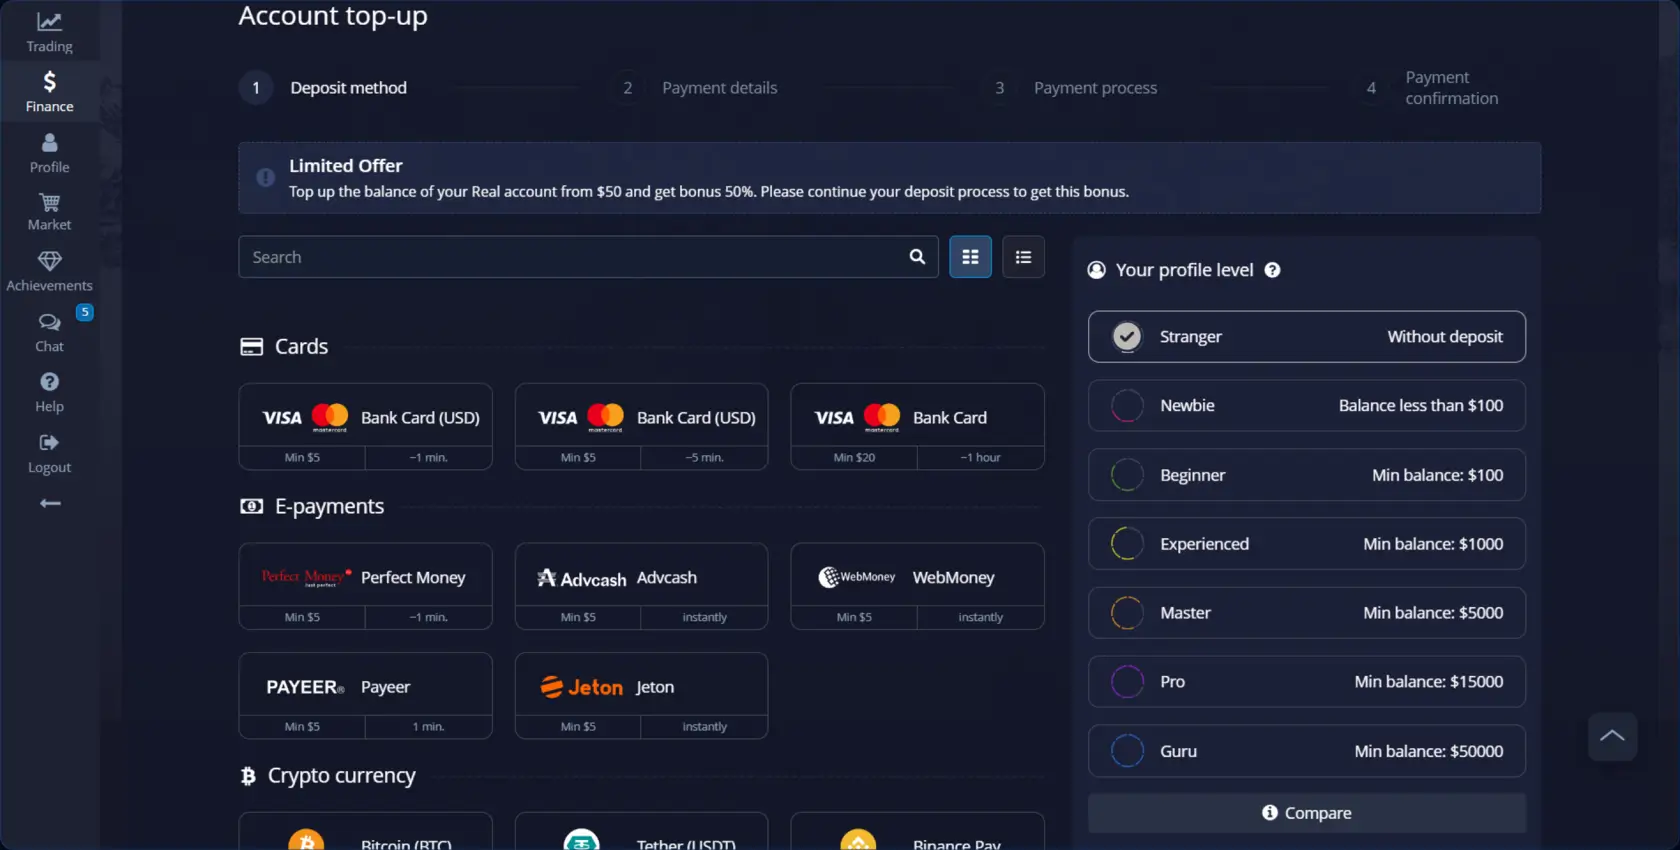 Account top-up
Trading
Finance
Profile
Market
Achievements
5
Chat
Help
Logout
1 Deposit method
2 Payment details
3 Payment process
4 Payment
confirmation
Limited Offer
Top up the balance of your Real account from $50 and get bonus 50%. Please continue your deposit process to get this bonus.
Search
Cards
VISA mastercard Bank Card (USD)
Min $5 ~1 min.
VISA mastercard Bank Card (USD)
Min $5 ~5 min.
VISA mastercard Bank Card
Min $20 ~1 hour
E-payments
Perfect Money Just perfect Perfect Money
Min $5 ~1 min.
Advcash Advcash
Min $5 instantly
WebMoney WebMoney
Min $5 instantly
PAYEER® Payeer
Min $5 1 min.
Jeton Jeton
Min $5 instantly
Crypto currency
Bitcoin (BTC)
Tether (USDT)
Binance Pay
Your profile level
Stranger Without deposit
Newbie Balance less than $100
Beginner Min balance: $100
Experienced Min balance: $1000
Master Min balance: $5000
Pro Min balance: $15000
Guru Min balance: $50000
Compare